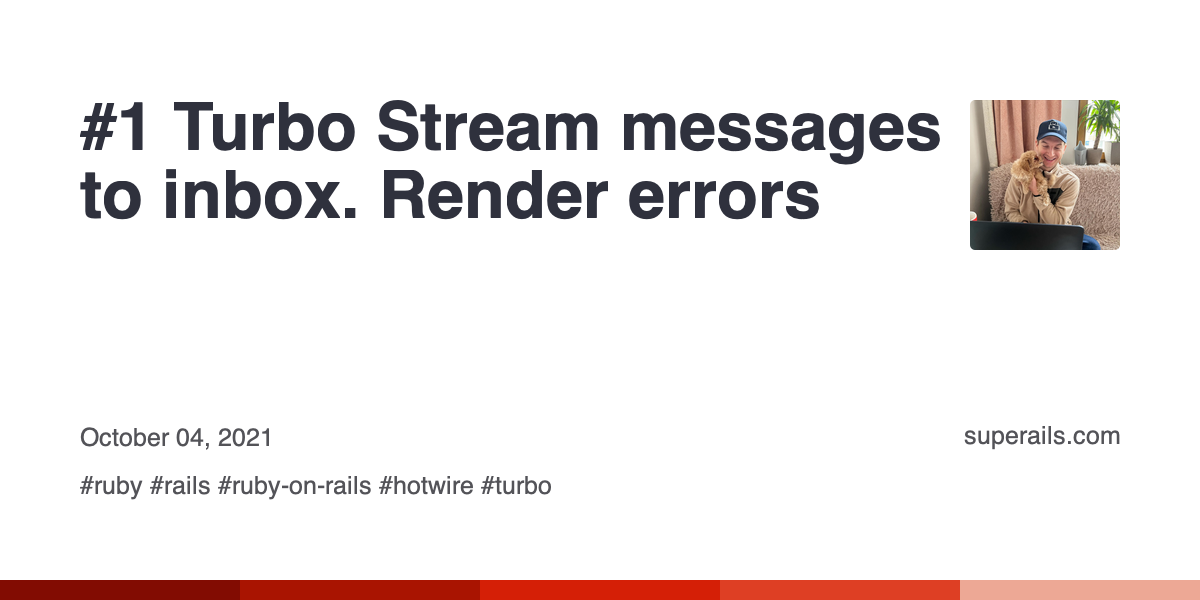 #1 Turbo Stream messages
to inbox. Render errors
October 04, 2021
superails.com
#ruby #rails #ruby-on-rails #hotwire #turbo